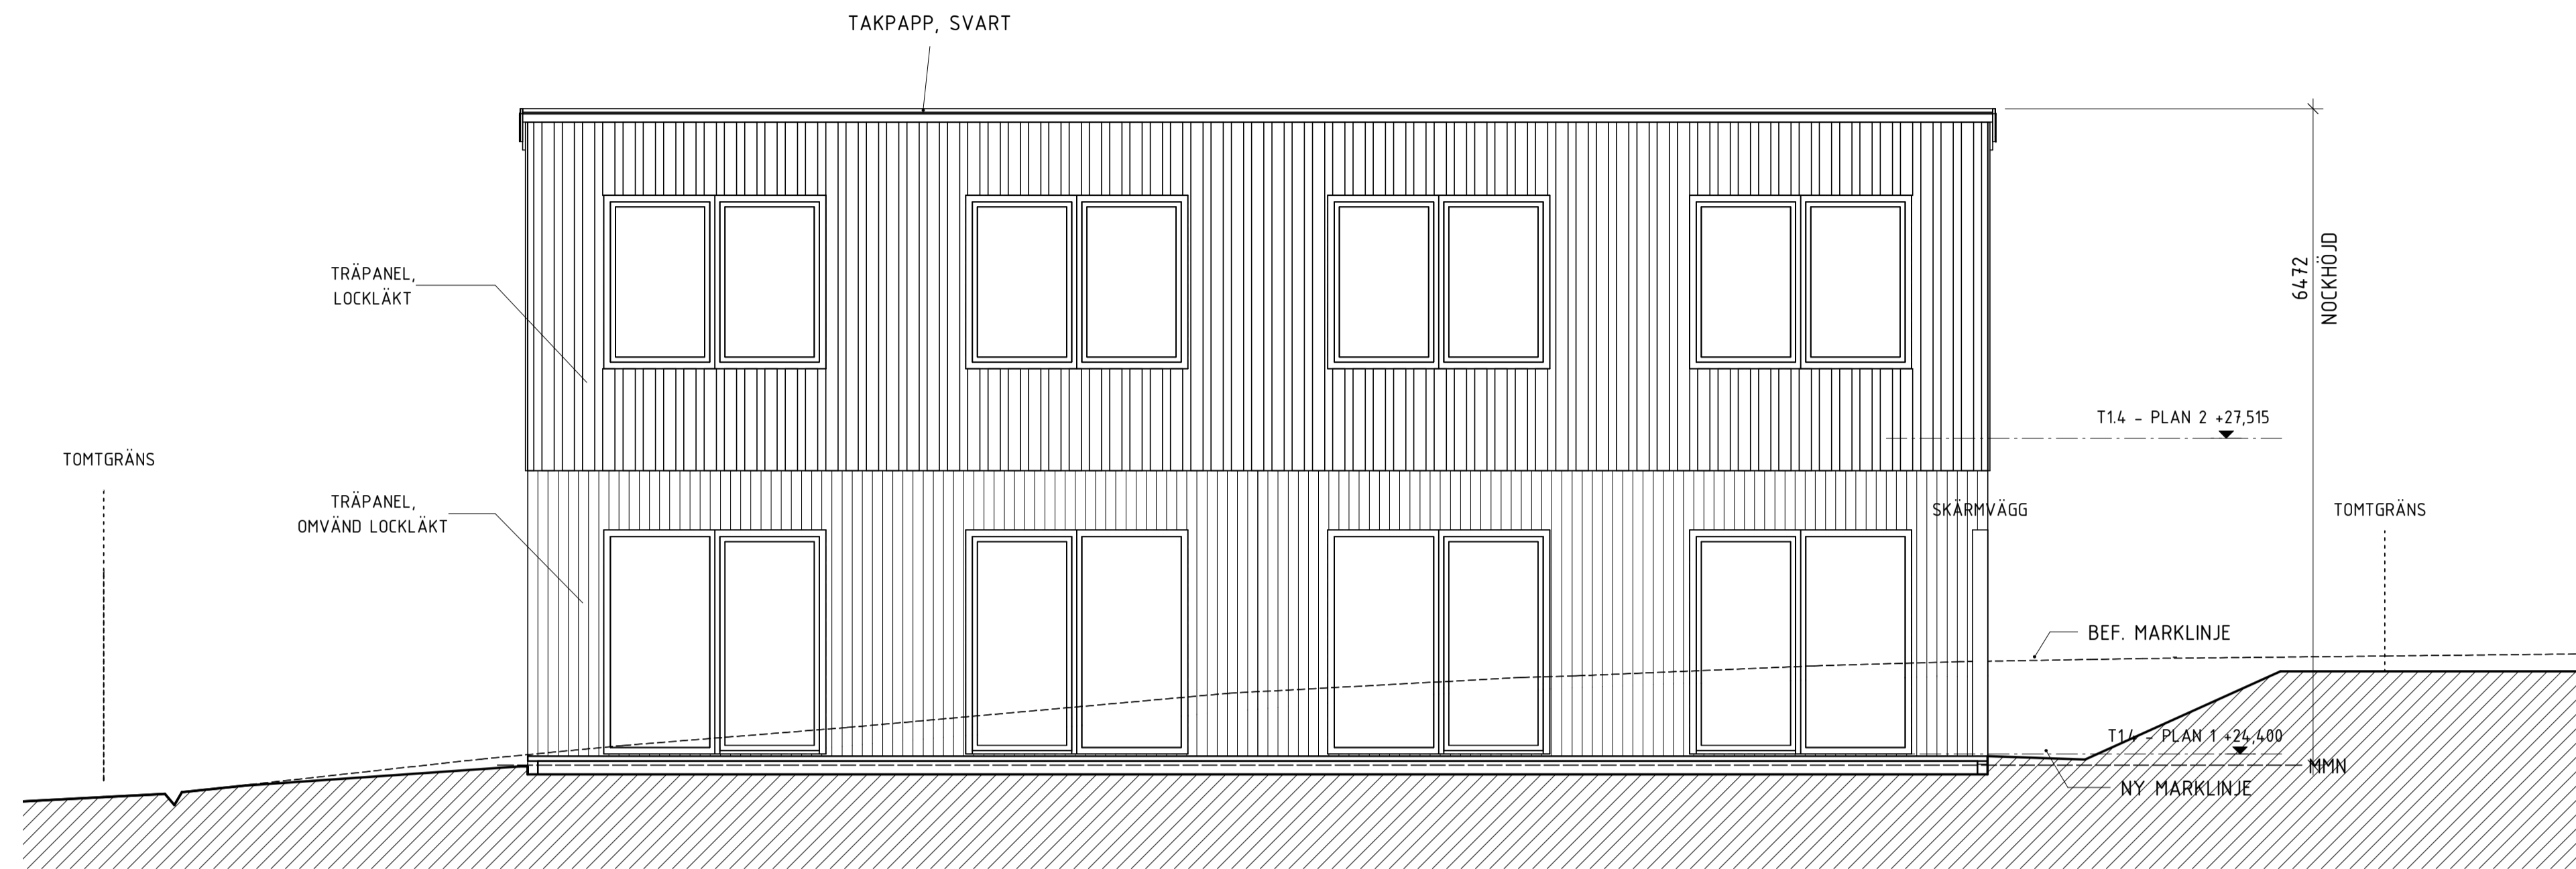 TAKPAPP, SVART
TRÄPANEL,
LOCKLÄKT
6472
NOCKHÖJD
T1.4 - PLAN 2 +27,515
TOMTGRÄNS
TRÄPANEL,
OMVÄND LOCKLÄKT
SKÄRMVÄGG
TOMTGRÄNS
BEF. MARKLINJE
T1.4 - PLAN 1 +24,400
MMN
NY MARKLINJE